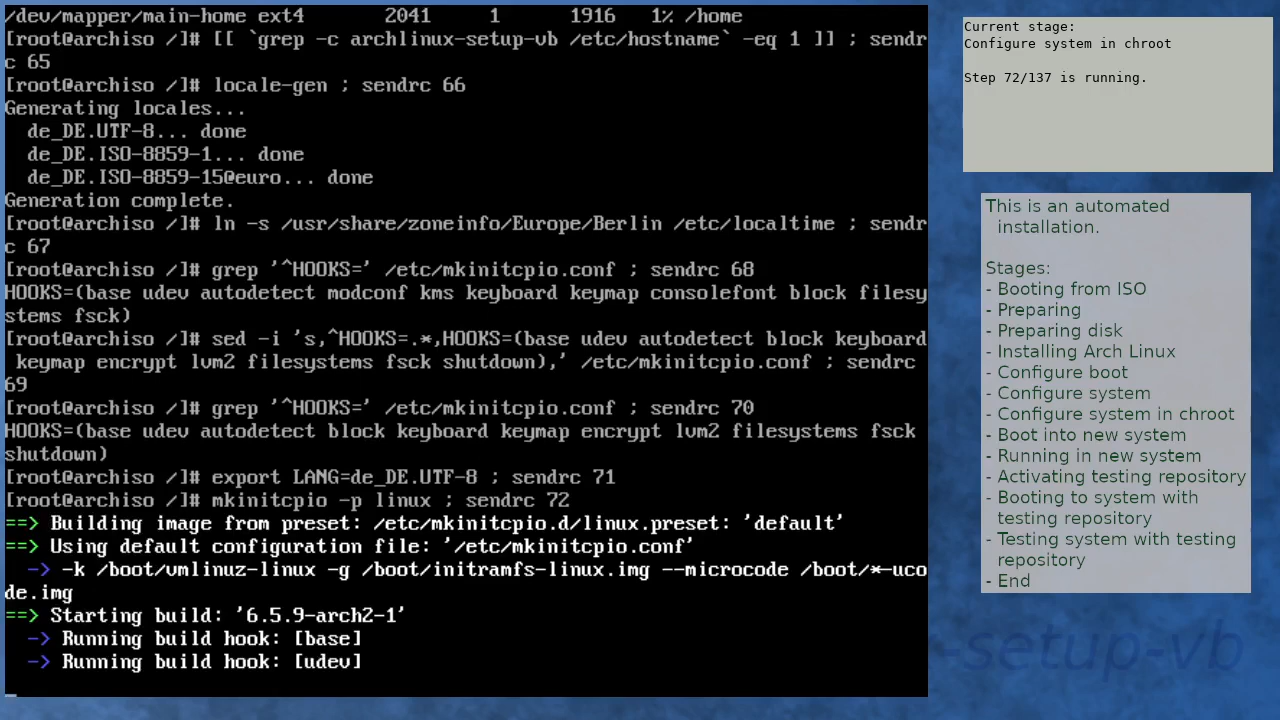 /dev/mapper/main-home ext4       2041     1      1916   1% /home
[root@archiso /]# [[ `grep -c archlinux-setup-vb /etc/hostname` -eq 1 ]] ; sendr
c 65
[root@archiso /]# locale-gen ; sendrc 66
Generating locales...
  de_DE.UTF-8... done
  de_DE.ISO-8859-1... done
  de_DE.ISO-8859-15@euro... done
Generation complete.
[root@archiso /]# ln -s /usr/share/zoneinfo/Europe/Berlin /etc/localtime ; sendr
c 67
[root@archiso /]# grep '^HOOKS=' /etc/mkinitcpio.conf ; sendrc 68
HOOKS=(base udev autodetect modconf kms keyboard keymap consolefont block filesy
stems fsck)
[root@archiso /]# sed -i 's,^HOOKS=.*,HOOKS=(base udev autodetect block keyboard
 keymap encrypt lvm2 filesystems fsck shutdown),' /etc/mkinitcpio.conf ; sendrc
69
[root@archiso /]# grep '^HOOKS=' /etc/mkinitcpio.conf ; sendrc 70
HOOKS=(base udev autodetect block keyboard keymap encrypt lvm2 filesystems fsck
shutdown)
[root@archiso /]# export LANG=de_DE.UTF-8 ; sendrc 71
[root@archiso /]# mkinitcpio -p linux ; sendrc 72
==> Building image from preset: /etc/mkinitcpio.d/linux.preset: 'default'
==> Using default configuration file: '/etc/mkinitcpio.conf'
  -> -k /boot/vmlinuz-linux -g /boot/initramfs-linux.img --microcode /boot/*-uco
de.img
==> Starting build: '6.5.9-arch2-1'
  -> Running build hook: [base]
  -> Running build hook: [udev]
Current stage:
Configure system in chroot
Step 72/137 is running.
This is an automated
installation.
Stages:
- Booting from ISO
- Preparing
- Preparing disk
- Installing Arch Linux
- Configure boot
- Configure system
- Configure system in chroot
- Boot into new system
- Running in new system
- Activating testing repository
- Booting to system with
testing repository
- Testing system with testing
repository
- End
-setup-vb